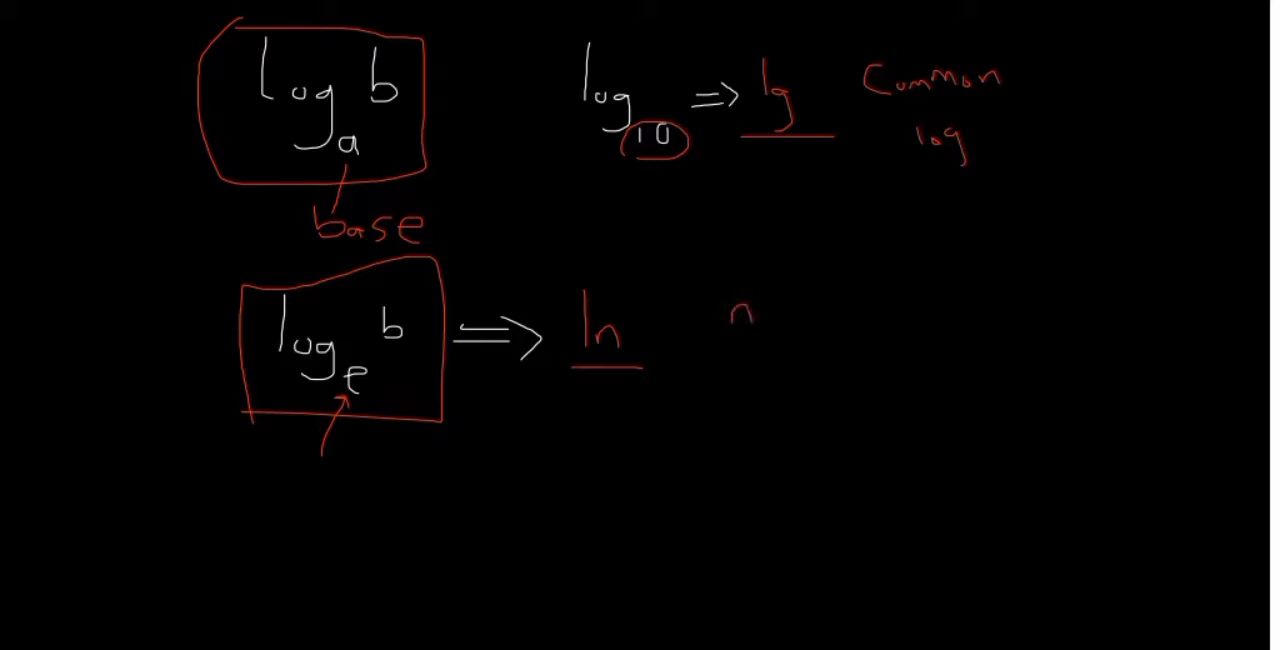 log_a b
base
log_10 => lg Common
log
log_e b => ln n